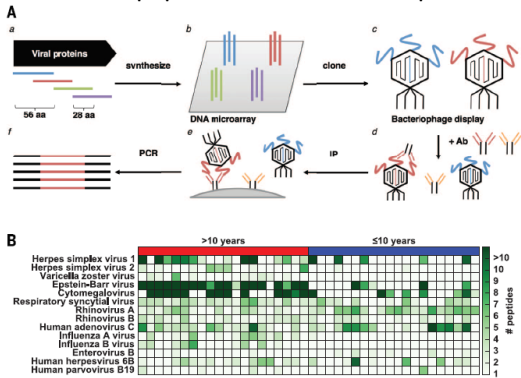 A
a
b
c
Viral proteins
synthesize
clone
56 aa
28 aa
DNA microarray
Bacteriophage display
f
e
d
+ Ab
PCR
IP
B
>10 years
≤10 years
Herpes simplex virus 1
Herpes simplex virus 2
Varicella zoster virus
Epstein-Barr virus
Cytomegalovirus
Respiratory syncytial virus
Rhinovirus A
Rhinovirus B
Human adenovirus C
Influenza A virus
Influenza B virus
Enterovirus B
Human herpesvirus 6B
Human parvovirus B19
>10
10
9
8
7
6
5
4
3
2
1
# peptides